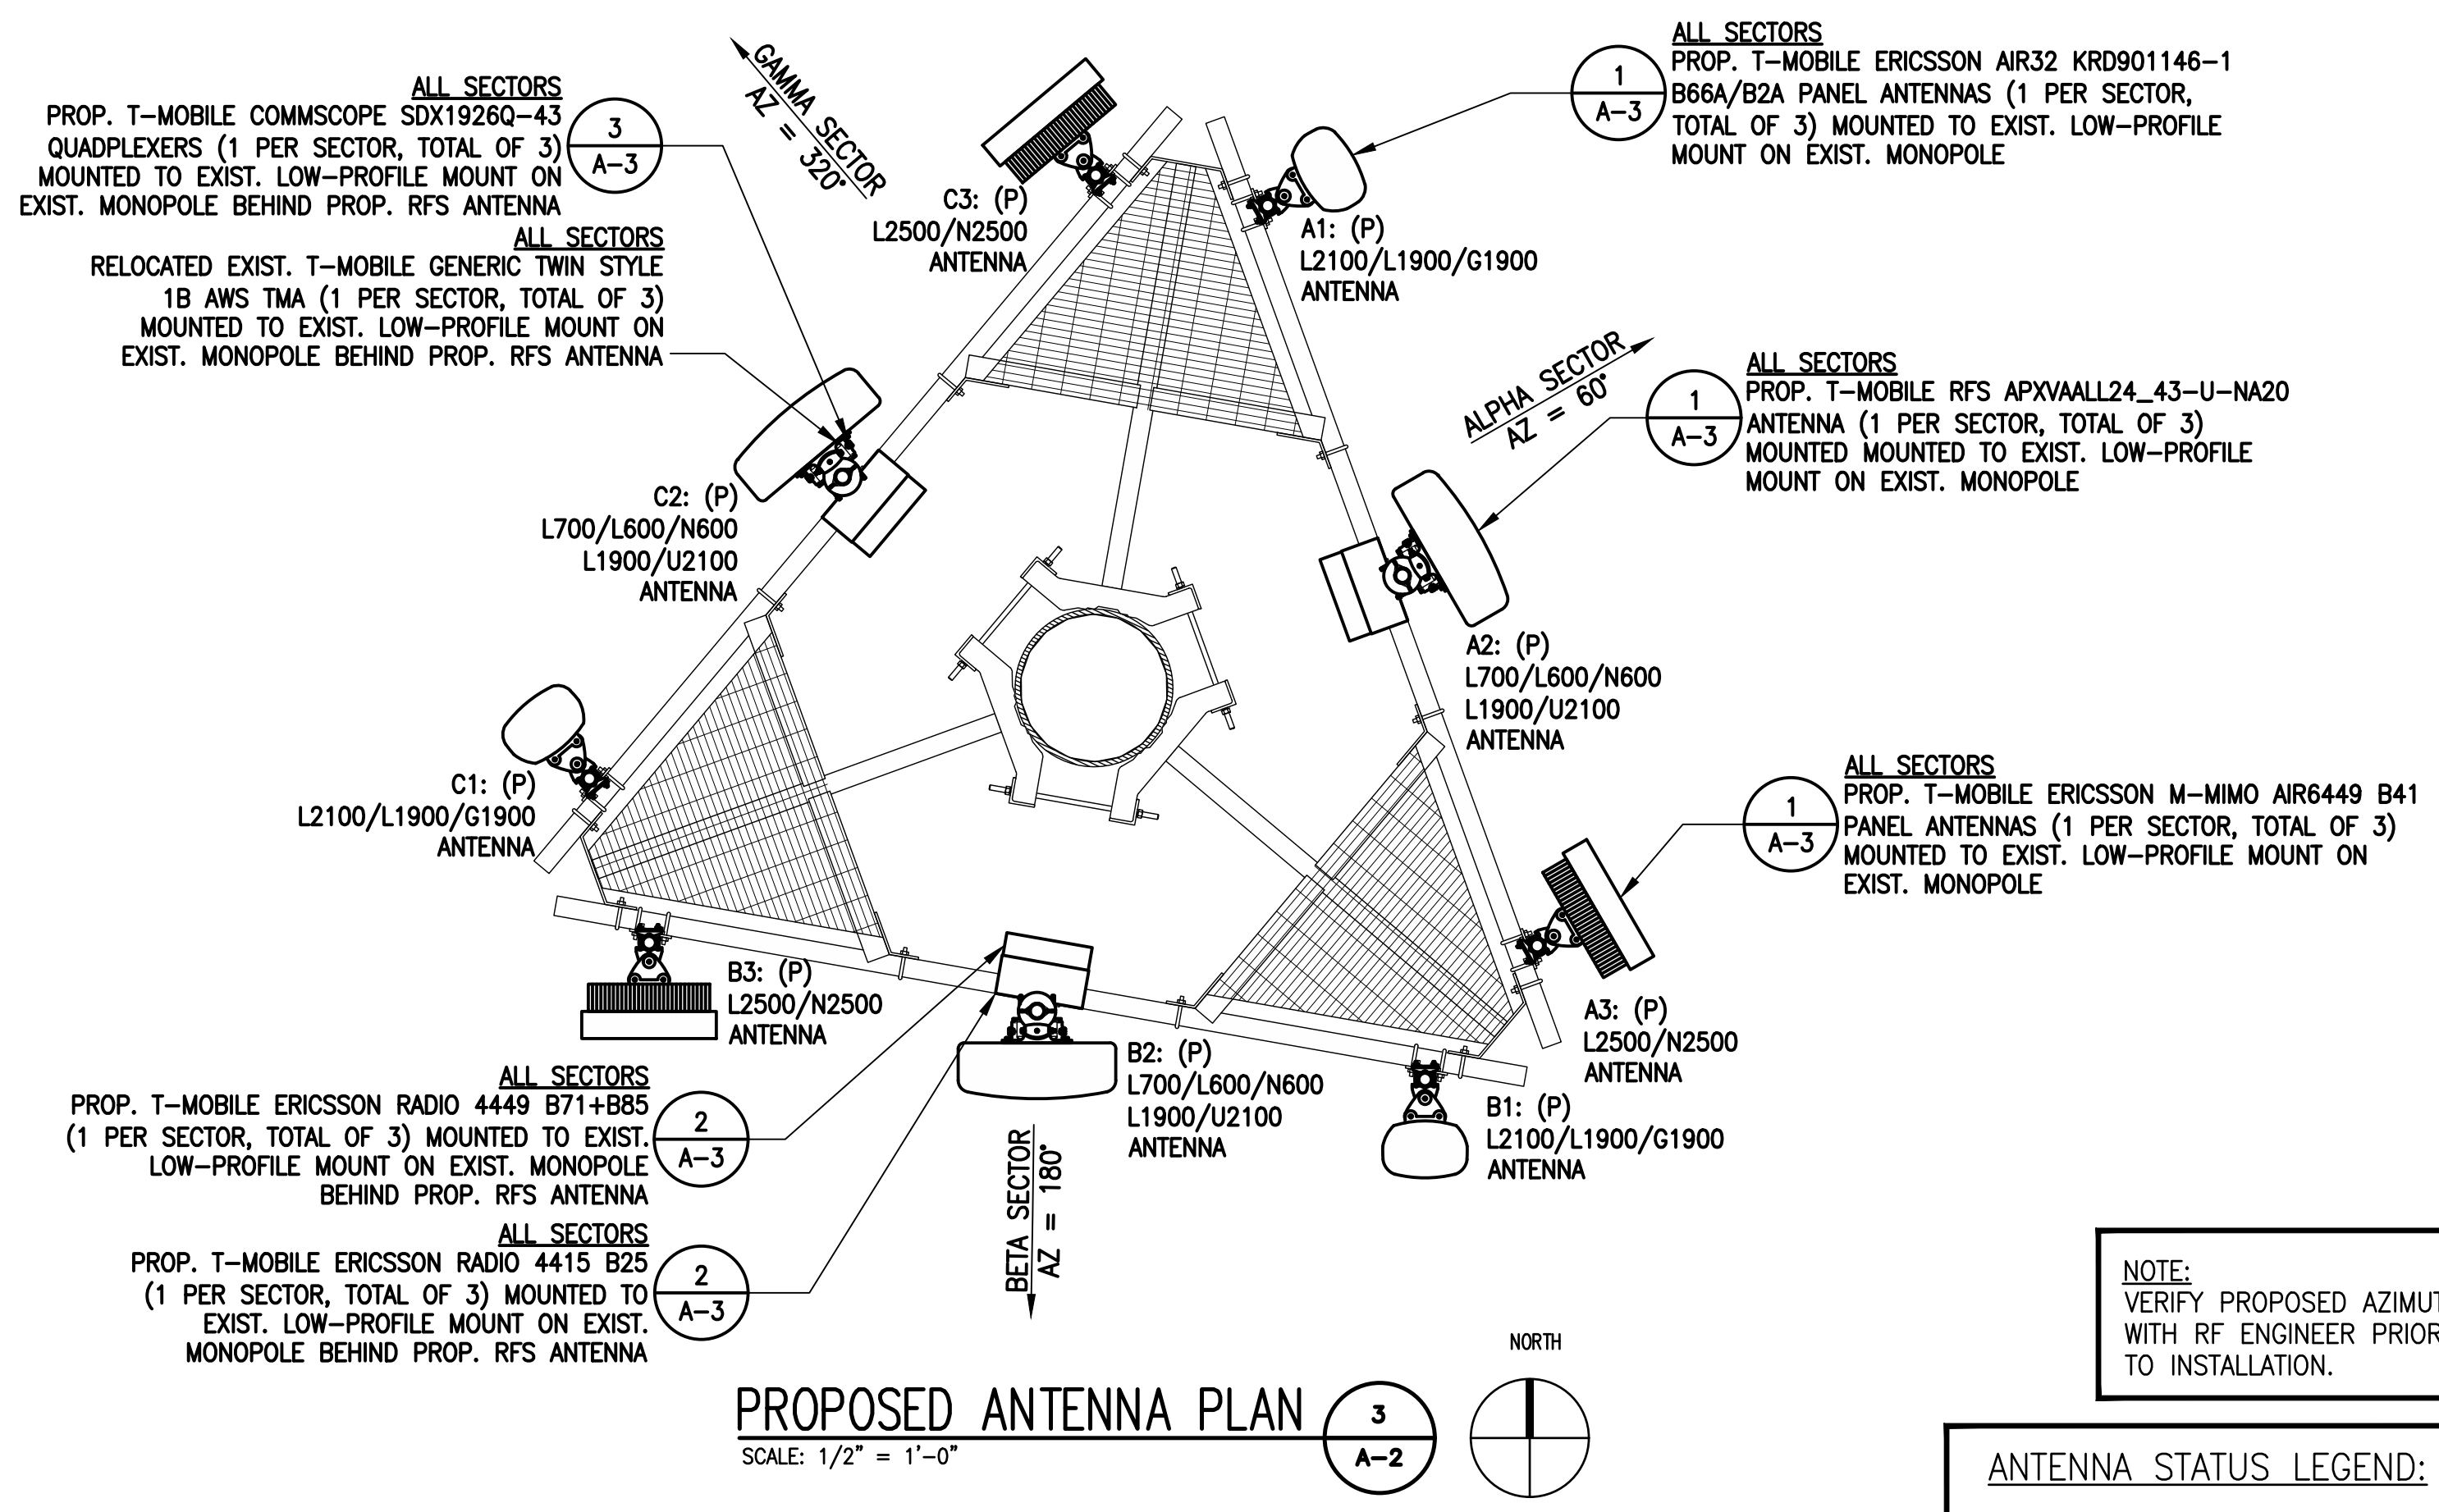 ALL SECTORS
PROP. T-MOBILE COMMSCOPE SDX1926Q-43
QUADPLEXERS (1 PER SECTOR, TOTAL OF 3)
MOUNTED TO EXIST. LOW-PROFILE MOUNT ON
EXIST. MONOPOLE BEHIND PROP. RFS ANTENNA
3
A-3
ALL SECTORS
RELOCATED EXIST. T-MOBILE GENERIC TWIN STYLE
1B AWS TMA (1 PER SECTOR, TOTAL OF 3)
MOUNTED TO EXIST. LOW-PROFILE MOUNT ON
EXIST. MONOPOLE BEHIND PROP. RFS ANTENNA
GAMMA SECTOR
AZ = 320°
C3: (P)
L2500/N2500
ANTENNA
ALL SECTORS
PROP. T-MOBILE ERICSSON AIR32 KRD901146-1
B66A/B2A PANEL ANTENNAS (1 PER SECTOR,
TOTAL OF 3) MOUNTED TO EXIST. LOW-PROFILE
MOUNT ON EXIST. MONOPOLE
1
A-3
A1: (P)
L2100/L1900/G1900
ANTENNA
ALPHA SECTOR
AZ = 60°
ALL SECTORS
PROP. T-MOBILE RFS APXVAALL24_43-U-NA20
ANTENNA (1 PER SECTOR, TOTAL OF 3)
MOUNTED MOUNTED TO EXIST. LOW-PROFILE
MOUNT ON EXIST. MONOPOLE
1
A-3
C2: (P)
L700/L600/N600
L1900/U2100
ANTENNA
A2: (P)
L700/L600/N600
L1900/U2100
ANTENNA
C1: (P)
L2100/L1900/G1900
ANTENNA
ALL SECTORS
PROP. T-MOBILE ERICSSON M-MIMO AIR6449 B41
PANEL ANTENNAS (1 PER SECTOR, TOTAL OF 3)
MOUNTED TO EXIST. LOW-PROFILE MOUNT ON
EXIST. MONOPOLE
1
A-3
B3: (P)
L2500/N2500
ANTENNA
A3: (P)
L2500/N2500
ANTENNA
B2: (P)
L700/L600/N600
L1900/U2100
ANTENNA
B1: (P)
L2100/L1900/G1900
ANTENNA
ALL SECTORS
PROP. T-MOBILE ERICSSON RADIO 4449 B71+B85
(1 PER SECTOR, TOTAL OF 3) MOUNTED TO EXIST.
LOW-PROFILE MOUNT ON EXIST. MONOPOLE
BEHIND PROP. RFS ANTENNA
2
A-3
ALL SECTORS
PROP. T-MOBILE ERICSSON RADIO 4415 B25
(1 PER SECTOR, TOTAL OF 3) MOUNTED TO
EXIST. LOW-PROFILE MOUNT ON EXIST.
MONOPOLE BEHIND PROP. RFS ANTENNA
2
A-3
BETA SECTOR
AZ = 180°
NOTE:
VERIFY PROPOSED AZIMUT
WITH RF ENGINEER PRIOR
TO INSTALLATION.
NORTH
PROPOSED ANTENNA PLAN
SCALE: 1/2" = 1'-0"
3
A-2
ANTENNA STATUS LEGEND: